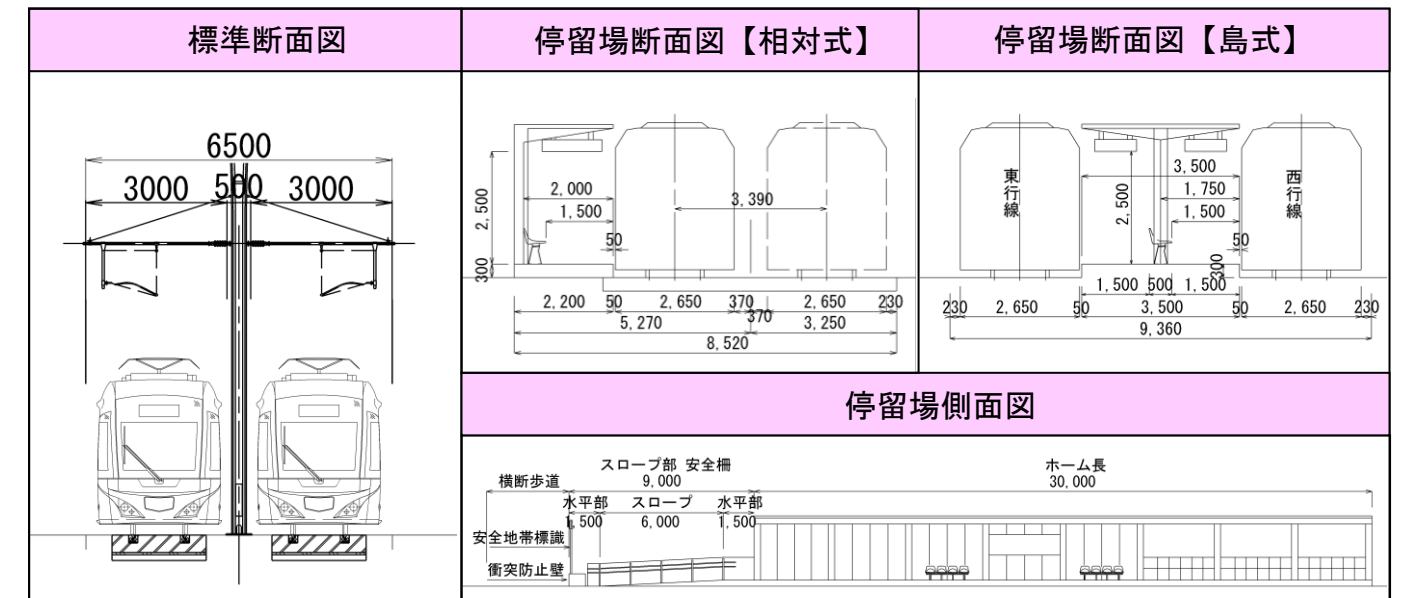 標準断面図
停留場断面図【相対式】
停留場断面図【島式】
6500
3000 500 3000
2,500
2,000
1,500
3,390
50
300
2,200 50 2,650 370 2,650 230
370
5,270 3,250
8,520
東行線
西行線
3,500
1,750
1,500
2,500
50
300
1,500 500 1,500
230 2,650 50 3,500 50 2,650 230
9,360
停留場側面図
スロープ部 安全柵
ホーム長
横断歩道
9,000
30,000
水平部 スロープ 水平部
1,500 6,000 1,500
安全地帯標識
衝突防止壁